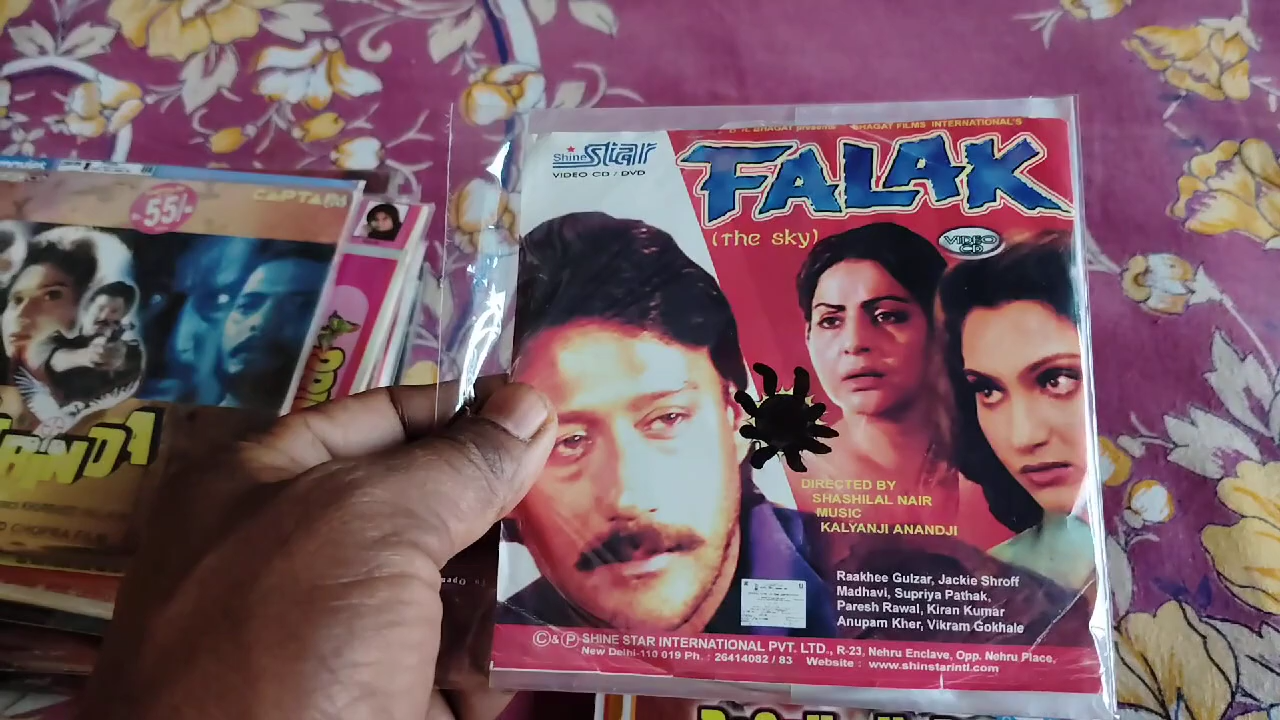 presents BHAGAT FILMS INTERNATIONAL'S
Shine Star
VIDEO CD / DVD
FALAK
(The Sky)
VIDEO CD
DIRECTED BY
SHASHILAL NAIR
MUSIC
KALYANJI ANANDJI
Raakhee Gulzar, Jackie Shroff
Madhavi, Supriya Pathak,
Paresh Rawal, Kiran Kumar
Anupam Kher, Vikram Gokhale
©&℗ SHINE STAR INTERNATIONAL PVT. LTD., R-23, Nehru Enclave, Opp. Nehru Place,
New Delhi-110 019 Ph. : 26414082 / 83 Website : www.shinstarintl.com
55/-
CAPTAIN